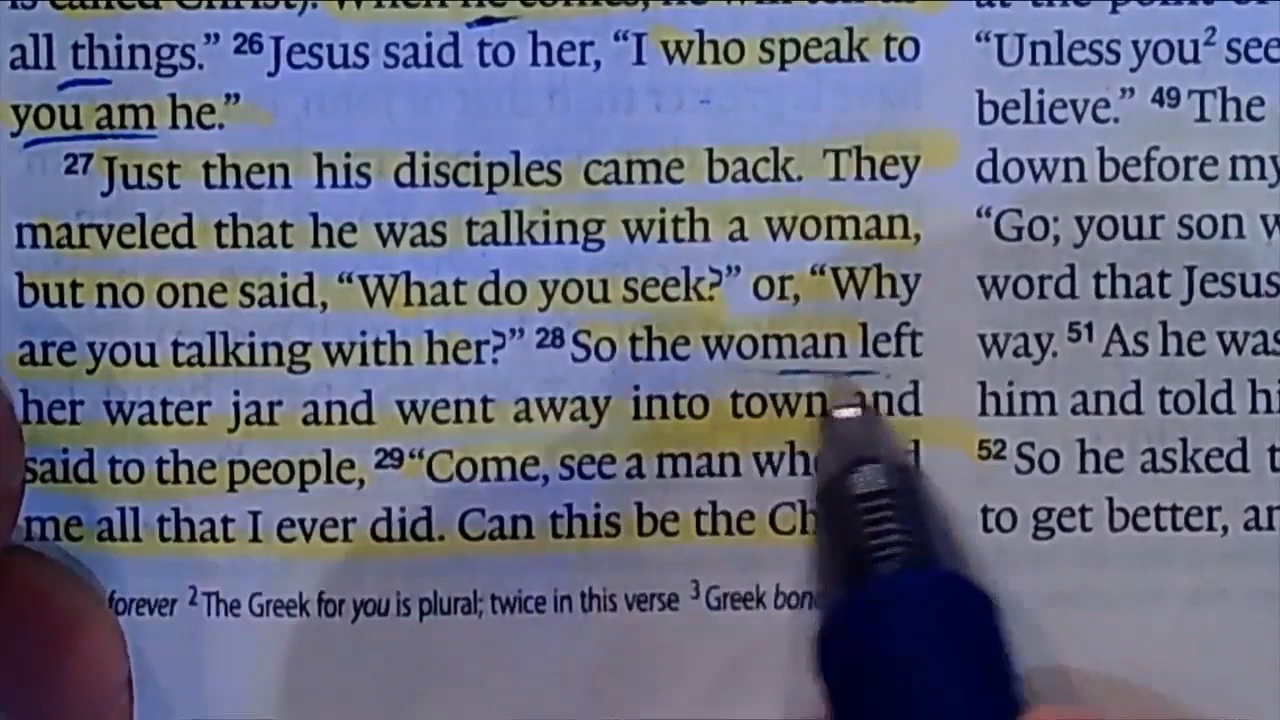 all things.” 26 Jesus said to her, “I who speak to
you am he.”
27 Just then his disciples came back. They
marveled that he was talking with a woman,
but no one said, “What do you seek?” or, “Why
are you talking with her?” 28 So the woman left
her water jar and went away into town and
said to the people, 29 “Come, see a man
me all that I ever did. Can this be the
forever 2 The Greek for you is plural; twice in this verse 3 Greek
“Unless you2 see
believe.” 49 The
down before my
“Go; your son
word that Jesus
way. 51 As he was
him and told
52 So he asked
to get better,